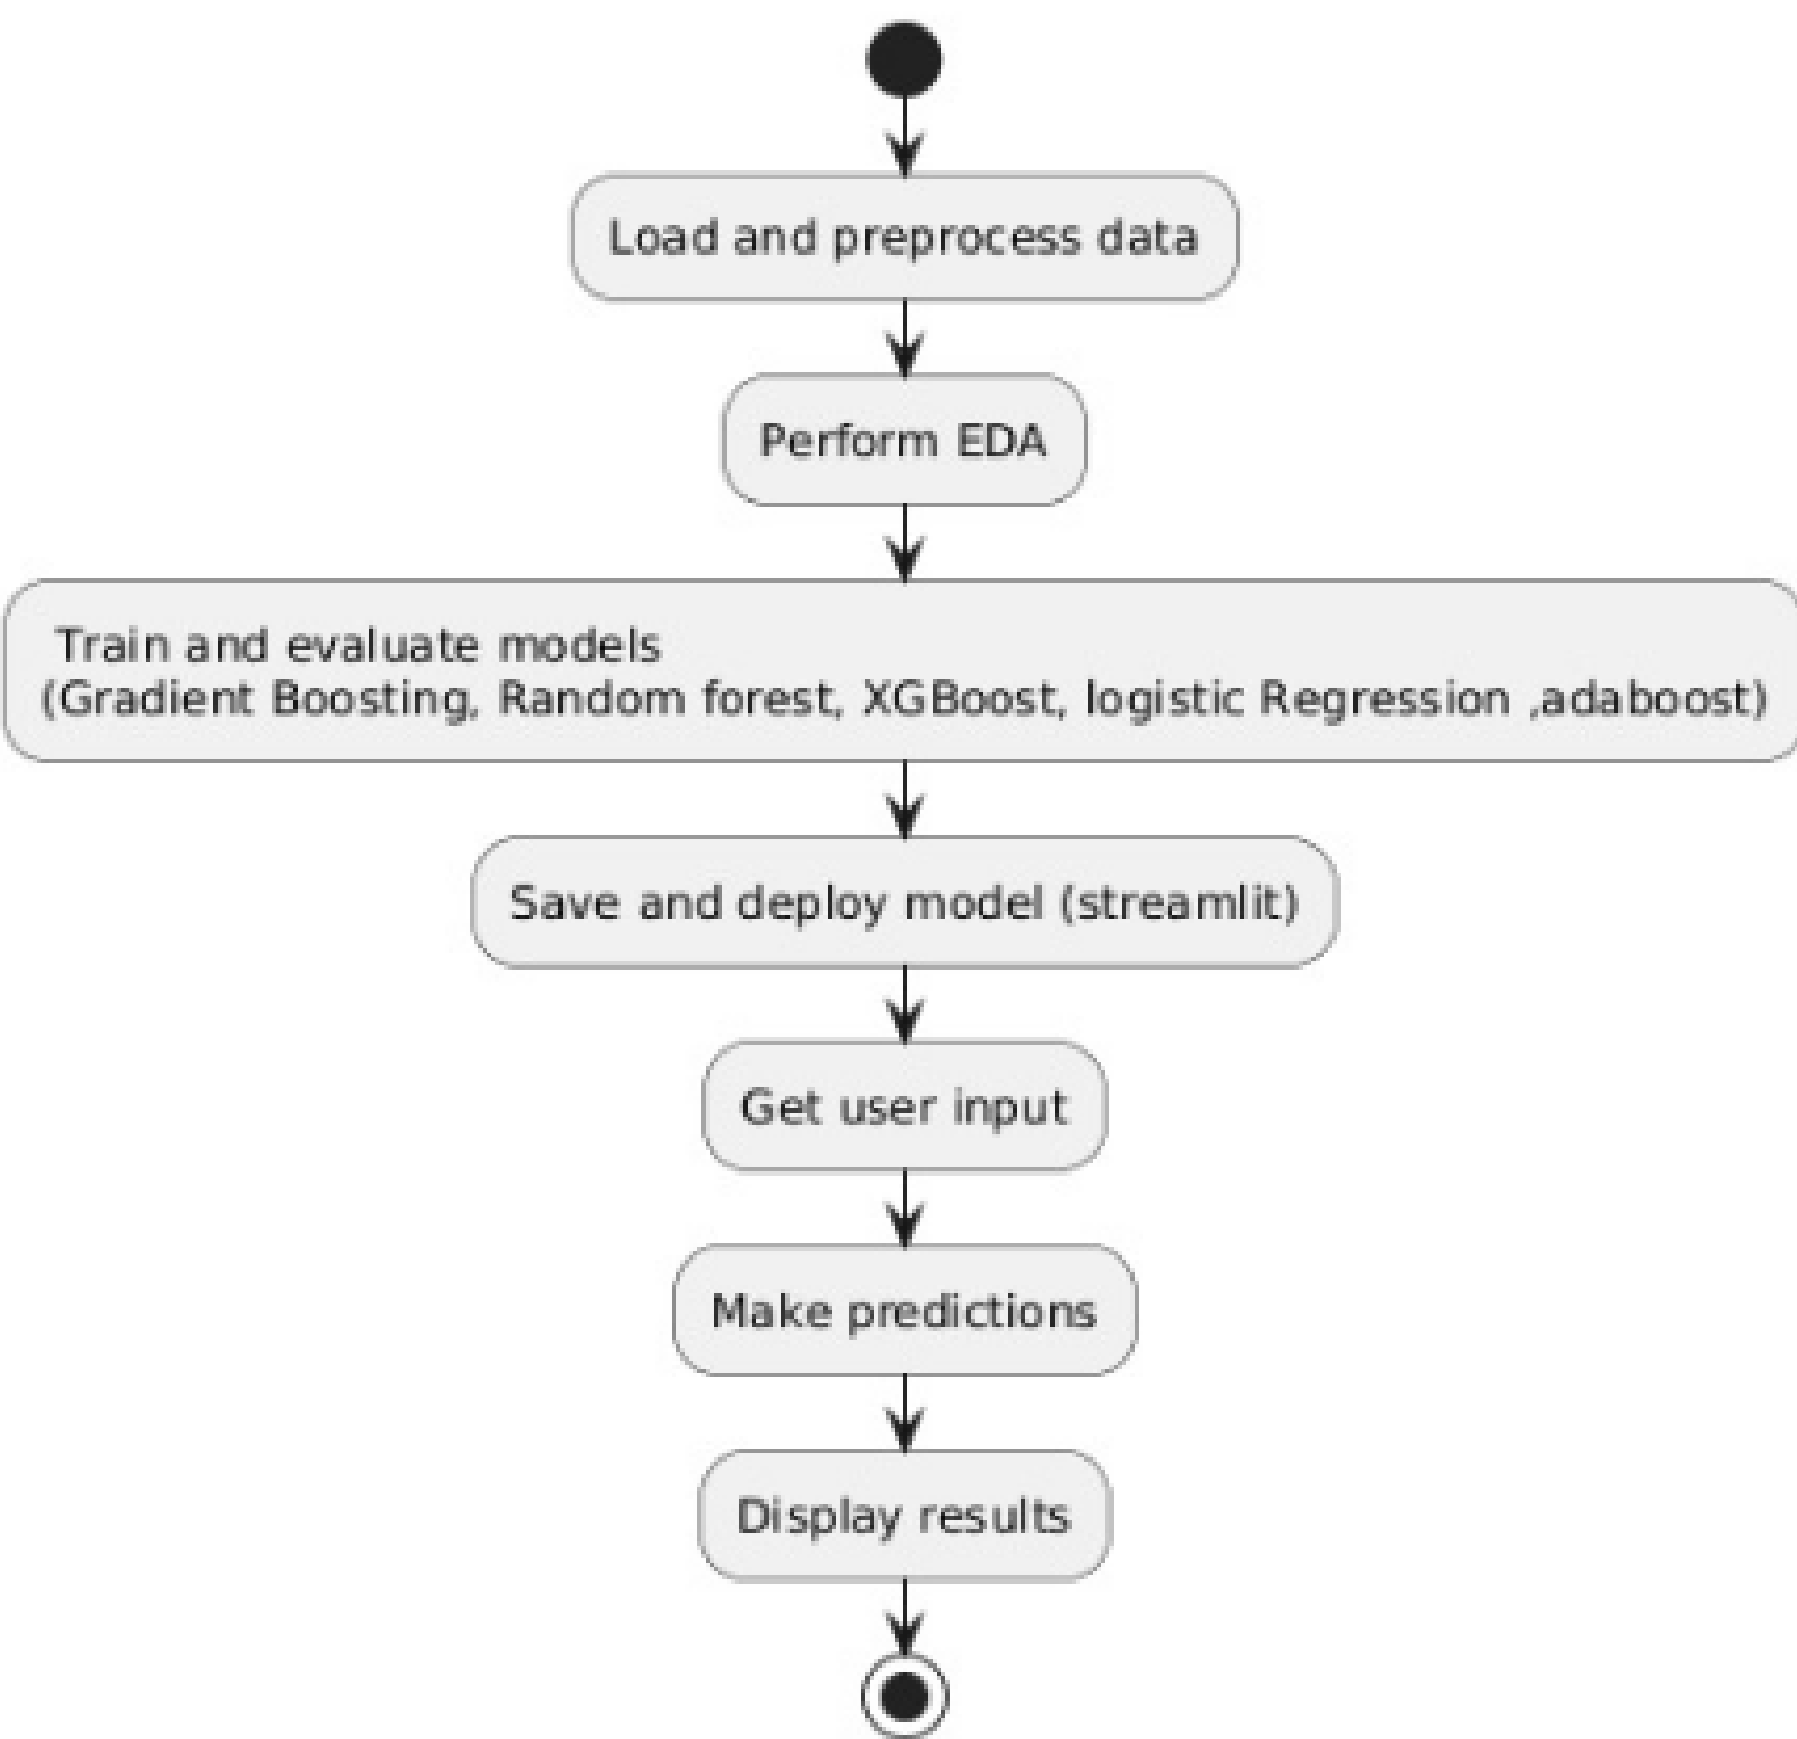 Load and preprocess data
Perform EDA
Train and evaluate models
(Gradient Boosting, Random forest, XGBoost, logistic Regression ,adaboost)
Save and deploy model (streamlit)
Get user input
Make predictions
Display results